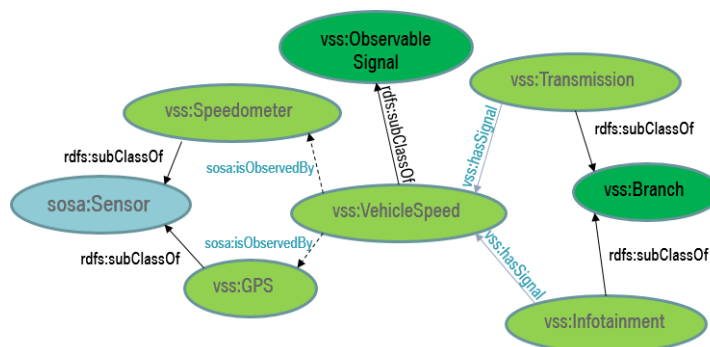 vss:Observable
Signal
vss:Transmission
vss:Speedometer
rdfs:subClassOf
vss:hasSignal
rdfs:subClassOf
rdfs:subClassOf
sosa:isObservedBy
sosa:Sensor
vss:VehicleSpeed
vss:Branch
sosa:isObservedBy
rdfs:subClassOf
vss:hasSignal
rdfs:subClassOf
vss:GPS
vss:Infotainment